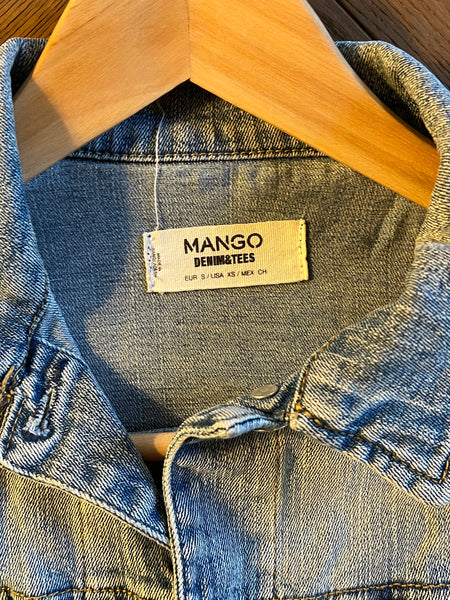 MANGO
DENIM&TEES
EUR S / USA XS / MEX CH